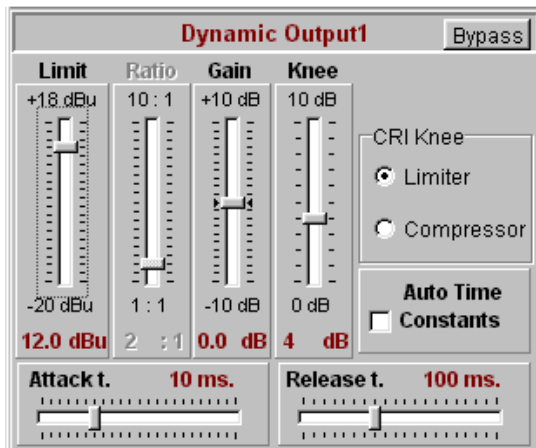 Dynamic Output1
Bypass
Limit Ratio Gain Knee
+18 dBu 10 : 1 +10 dB 10 dB
CRI Knee
Limiter
Compressor
-20 dBu 1 : 1 -10 dB 0 dB
12.0 dBu 2 : 1 0.0 dB 4 dB
Auto Time
Constants
Attack t. 10 ms.
Release t. 100 ms.